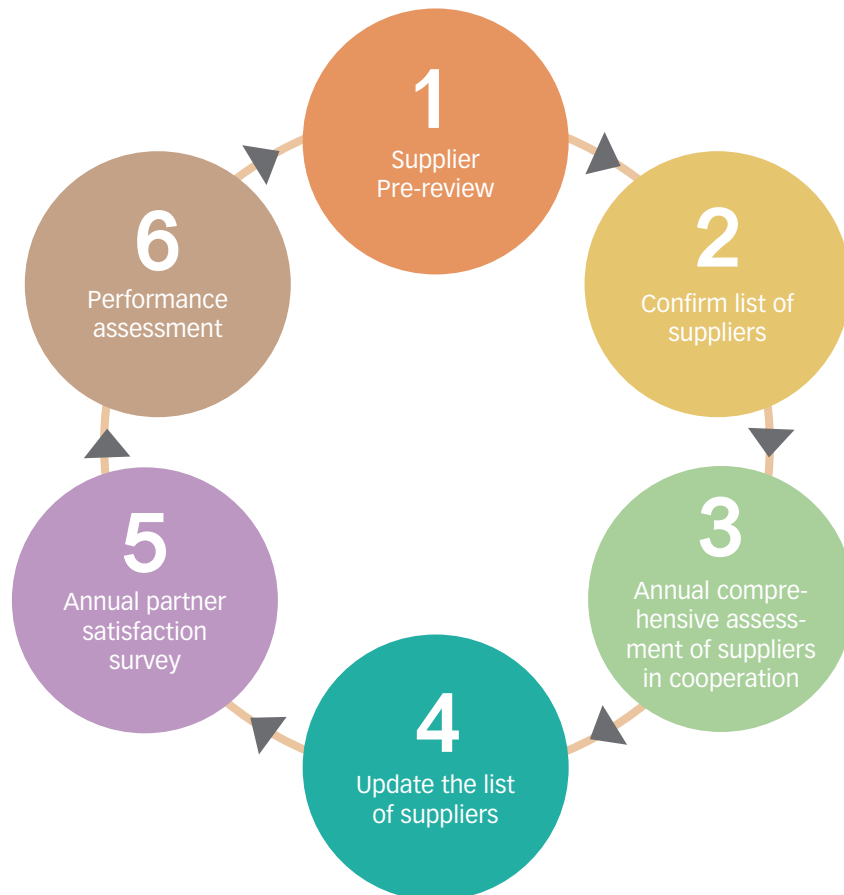 1
Supplier
Pre-review
2
Confirm list of
suppliers
3
Annual compre-
hensive assess-
ment of suppliers
in cooperation
4
Update the list
of suppliers
5
Annual partner
satisfaction
survey
6
Performance
assessment